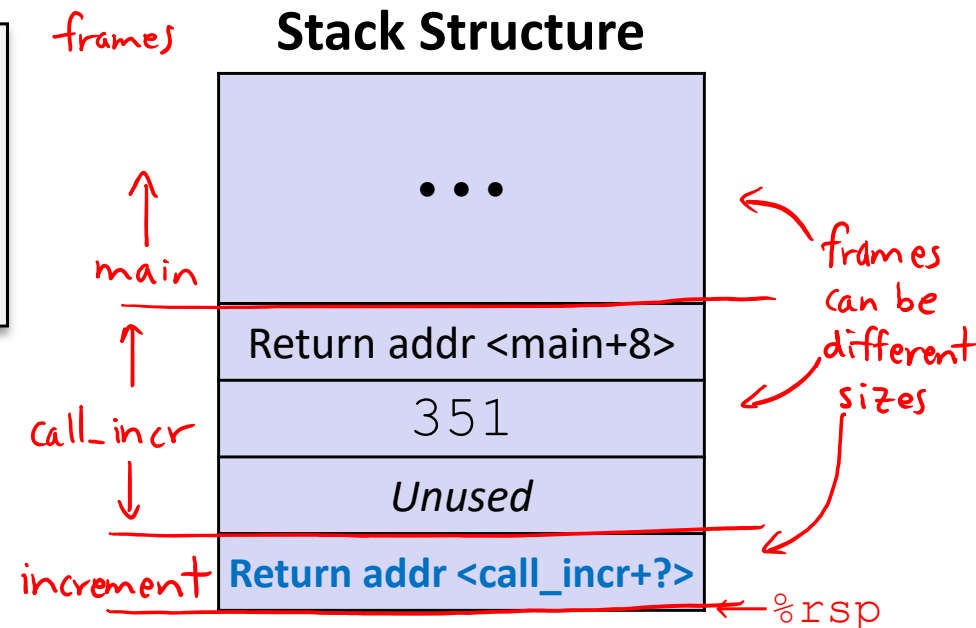 frames
Stack Structure
• • •
main
Return addr <main+8>
frames
can be
different
sizes
351
call_incr
Unused
increment
Return addr <call_incr+?>
%rsp